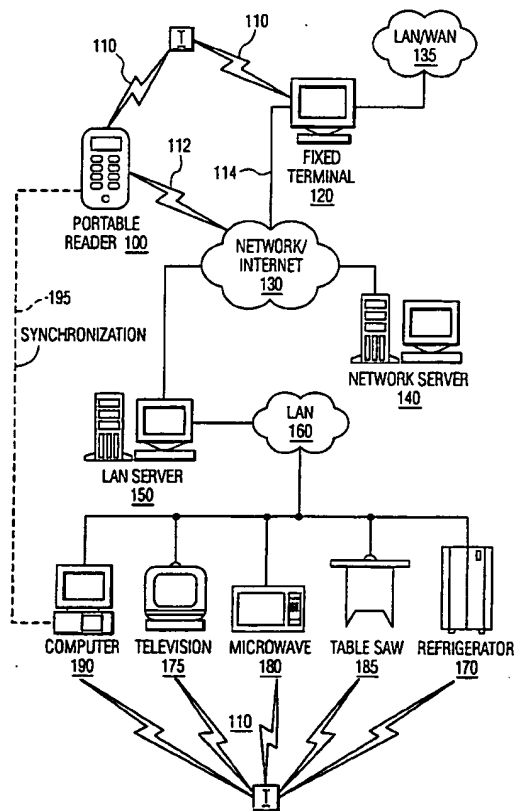 110
I
110
LAN/WAN
135
112
114
FIXED
TERMINAL
120
PORTABLE
READER 100
NETWORK/
INTERNET
130
195
SYNCHRONIZATION
NETWORK SERVER
140
LAN
160
LAN SERVER
150
COMPUTER
190
TELEVISION
175
MICROWAVE
180
TABLE SAW
185
REFRIGERATOR
170
110
I